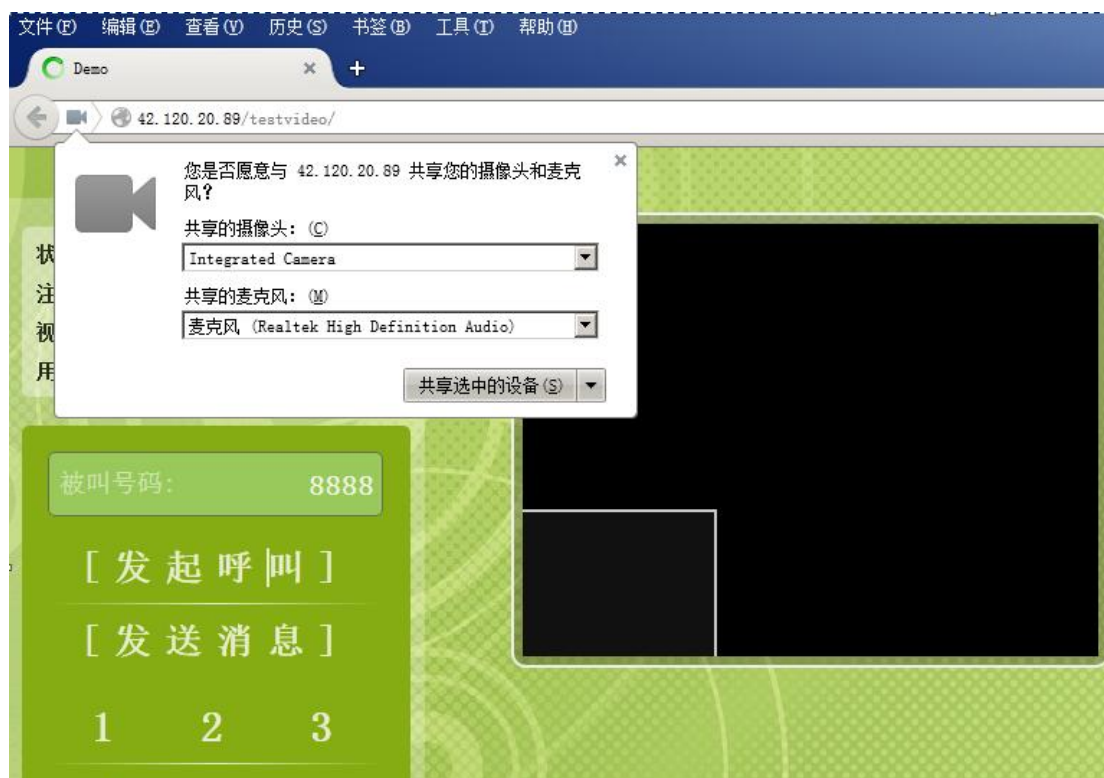 文件(F) 编辑(E) 查看(V) 历史(S) 书签(B) 工具(T) 帮助(H)
Demo × +
42.120.20.89/testvideo/
您是否愿意与 42.120.20.89 共享您的摄像头和麦克
风?
共享的摄像头: (C)
Integrated Camera
共享的麦克风: (M)
麦克风 (Realtek High Definition Audio)
共享选中的设备(S)
状
注
视
用
被叫号码: 8888
[ 发起呼叫 ]
[ 发送消息 ]
1 2 3